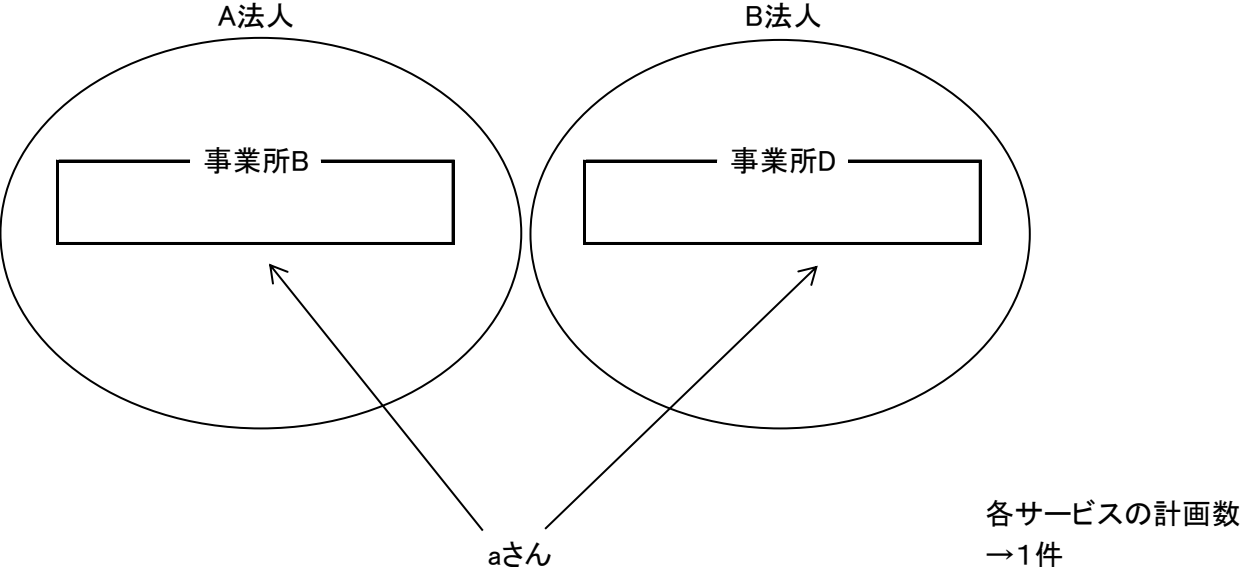 A法人
B法人
事業所B
事業所D
aさん
各サービスの計画数
→1件